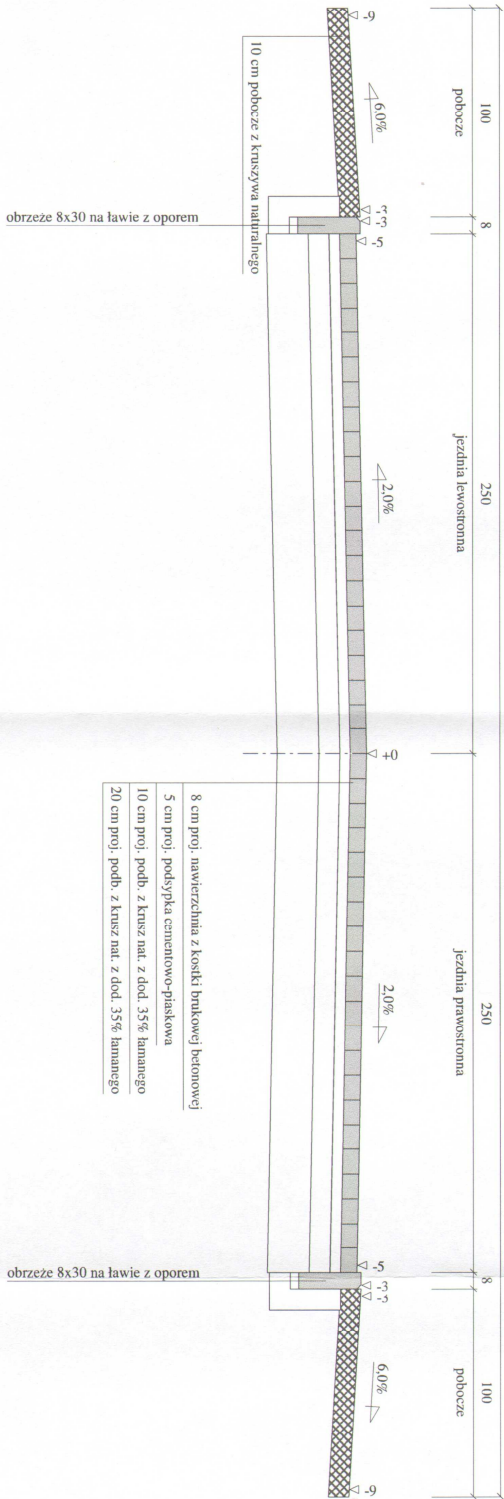 100
8
250
250
8
100
pobocze
jezdnia lewostronna
jezdnia prawostronna
pobocze
6,0%
2,0%
2,0%
6,0%
-9
-3
-3
-5
+0
-5
-3
-3
-9
10 cm pobocze z kruszywa naturalnego
8 cm proj. nawierzchnia z kostki brukowej betonowej
5 cm proj. podsypka cementowo-piaskowa
10 cm proj. podb. z krusz nat. z dod. 35% łamanego
20 cm proj. podb. z krusz nat. z dod. 35% łamanego
obrzeże 8x30 na ławie z oporem
obrzeże 8x30 na ławie z oporem